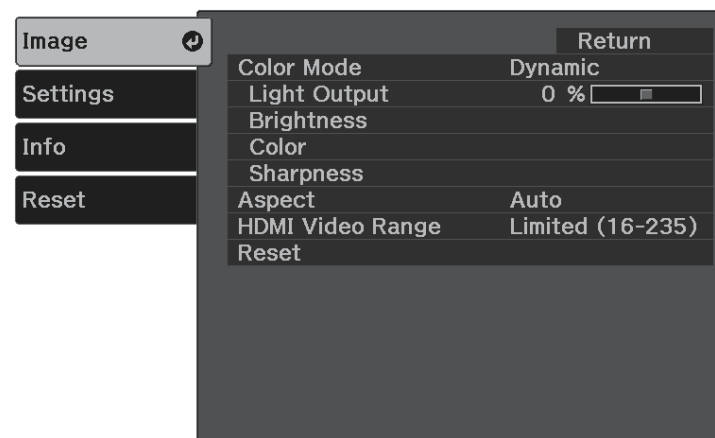 Image
Settings
Info
Reset
Return
Color Mode Dynamic
Light Output 0 %
Brightness
Color
Sharpness
Aspect Auto
HDMI Video Range Limited (16-235)
Reset